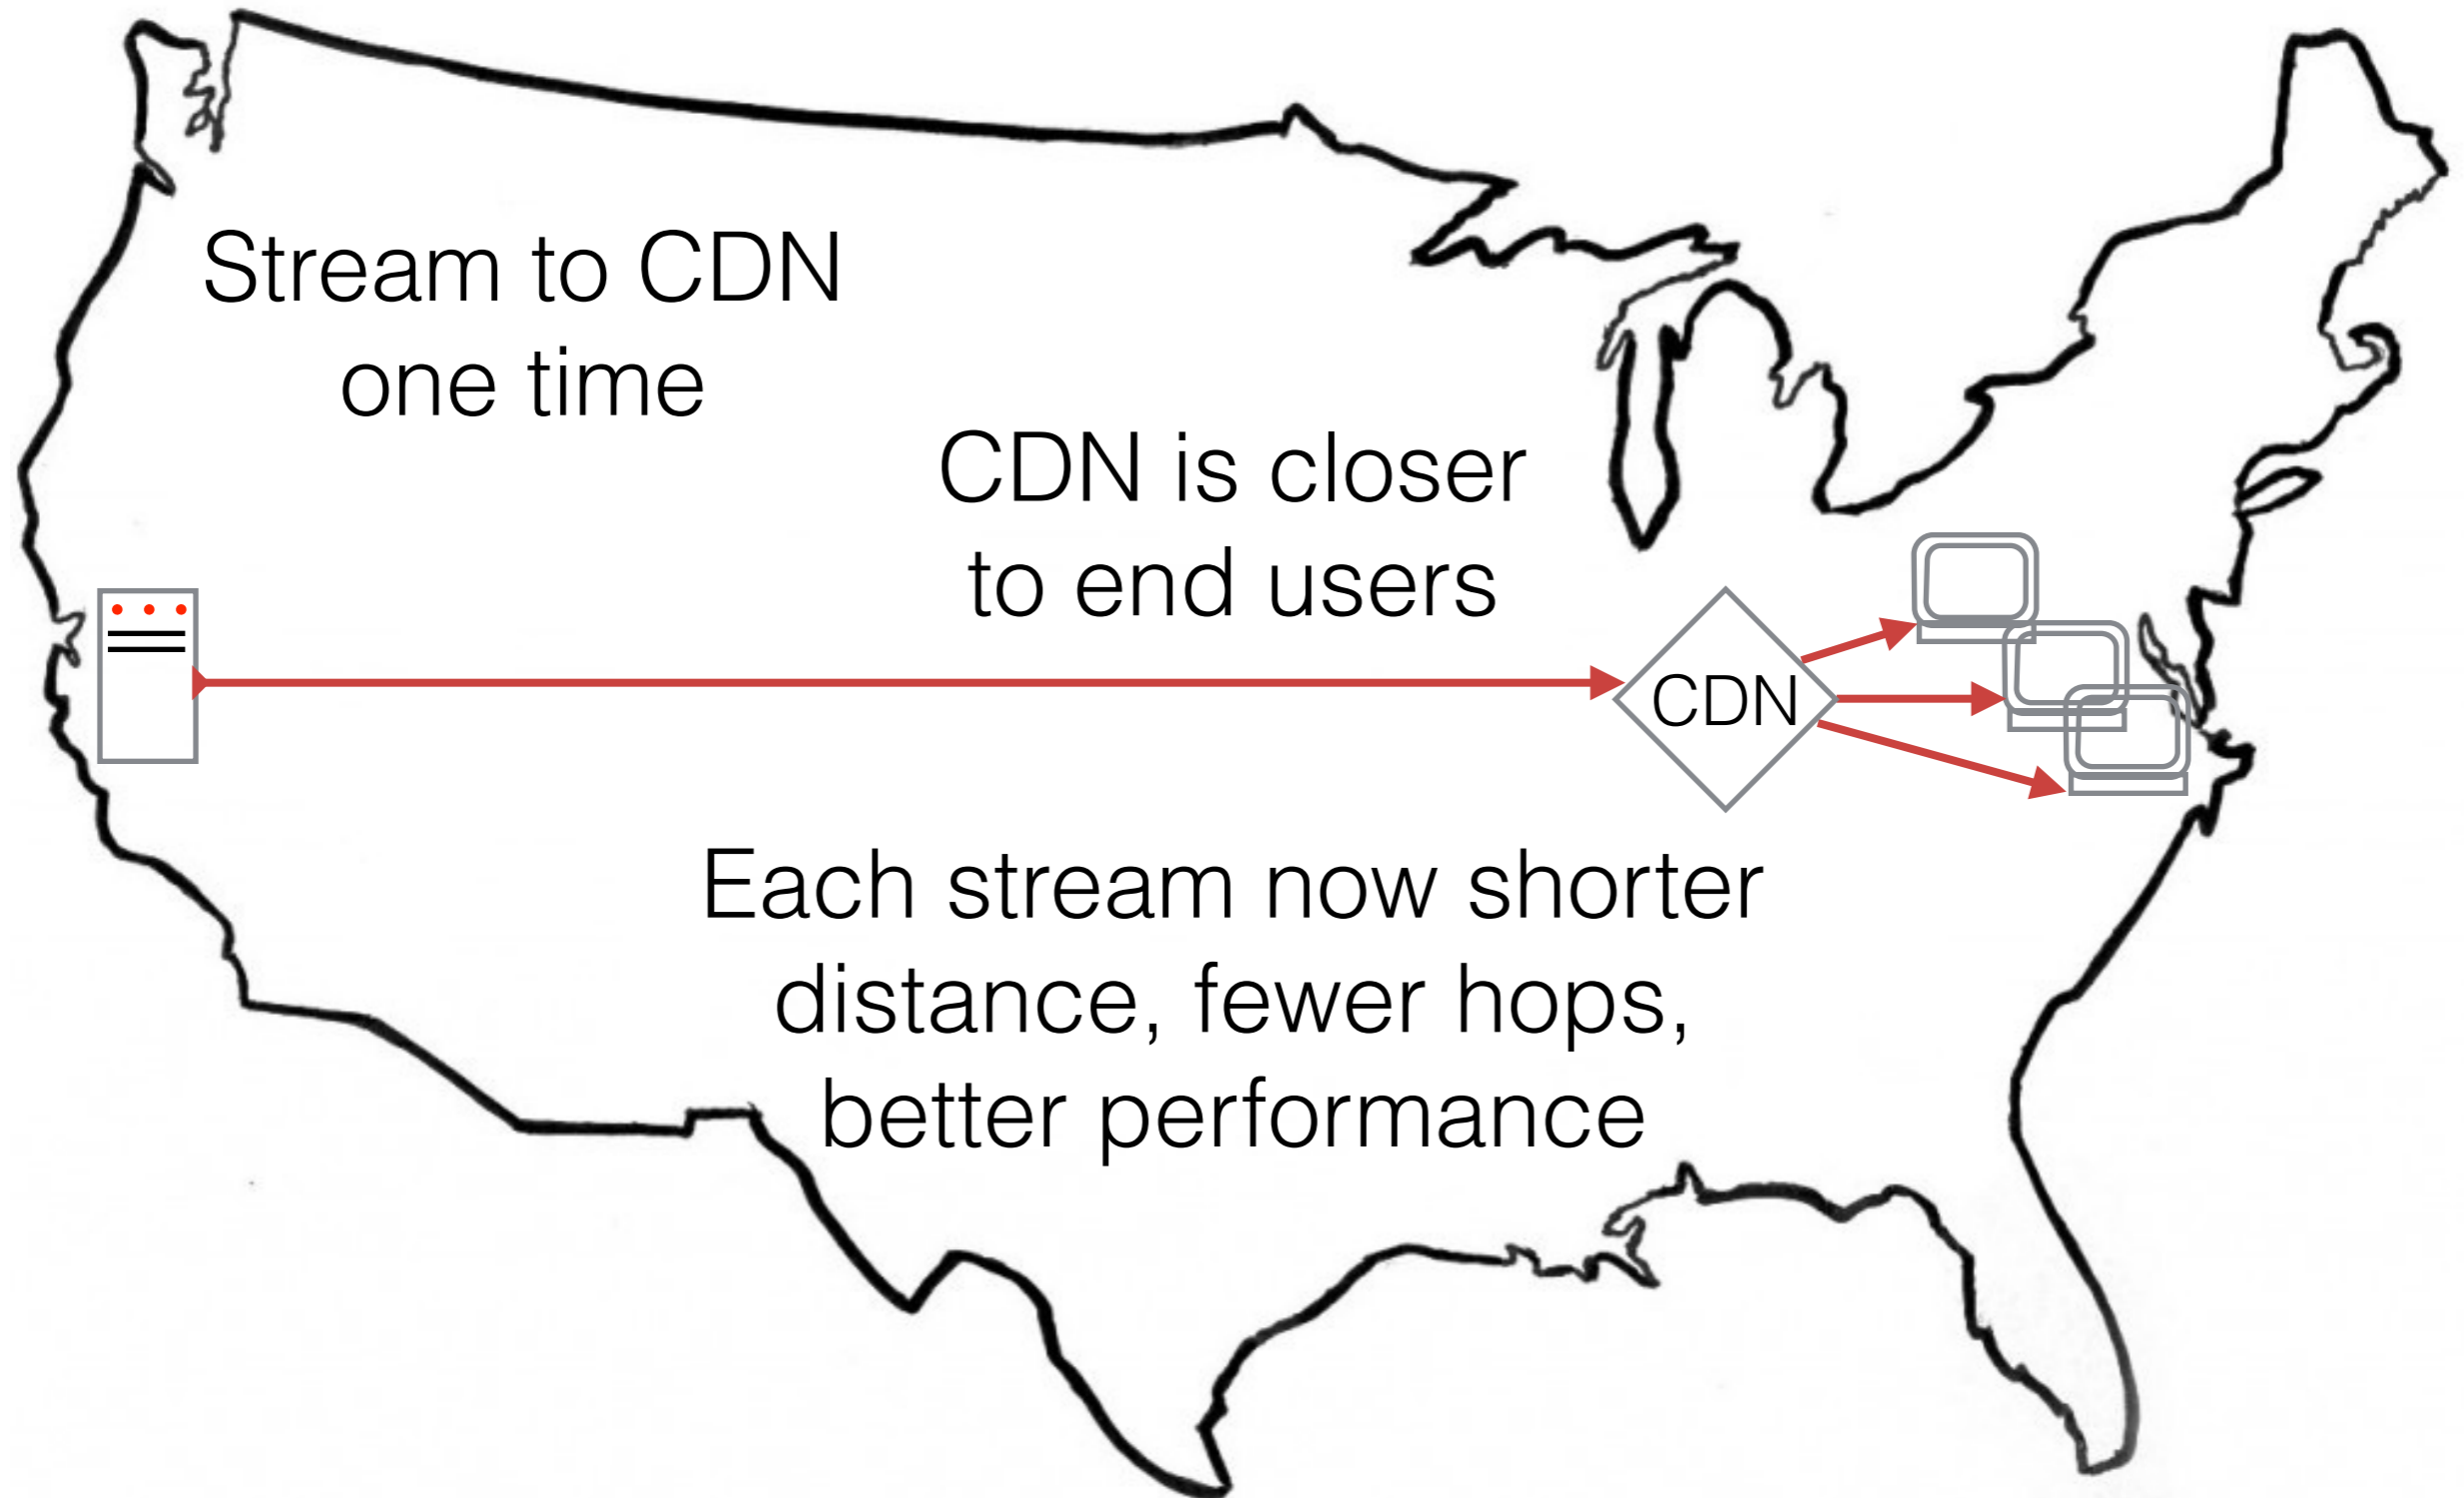 Stream to CDN
one time
CDN is closer
to end users
CDN
Each stream now shorter
distance, fewer hops,
better performance